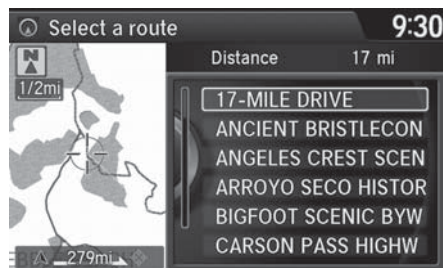 Select a route
9:30
N
1/2mi
Distance 17 mi
17-MILE DRIVE
ANCIENT BRISTLECON
ANGELES CREST SCEN
ARROYO SECO HISTOR
BIGFOOT SCENIC BYW
CARSON PASS HIGHW
279mi